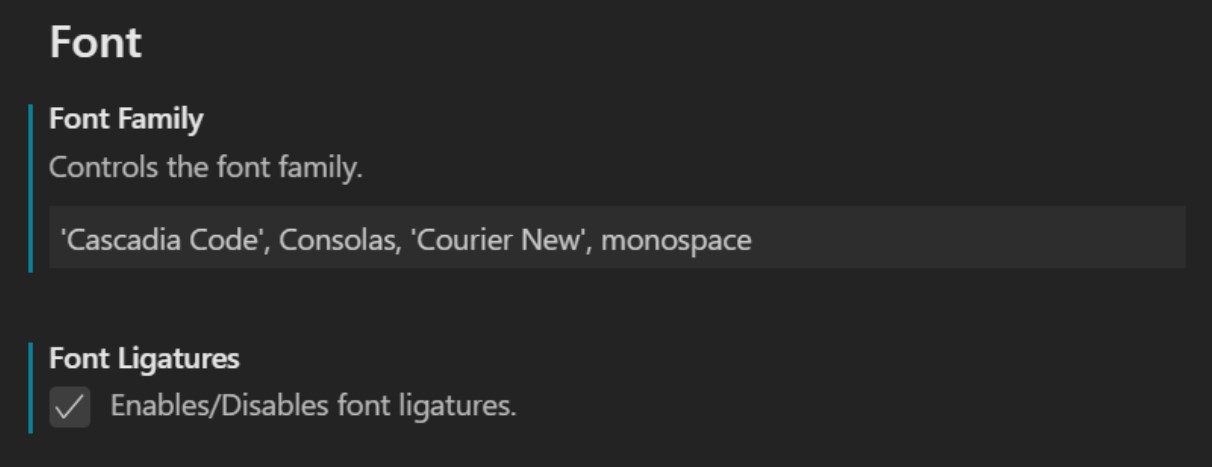 Font
Font Family
Controls the font family.
'Cascadia Code', Consolas, 'Courier New', monospace
Font Ligatures
Enables/Disables font ligatures.